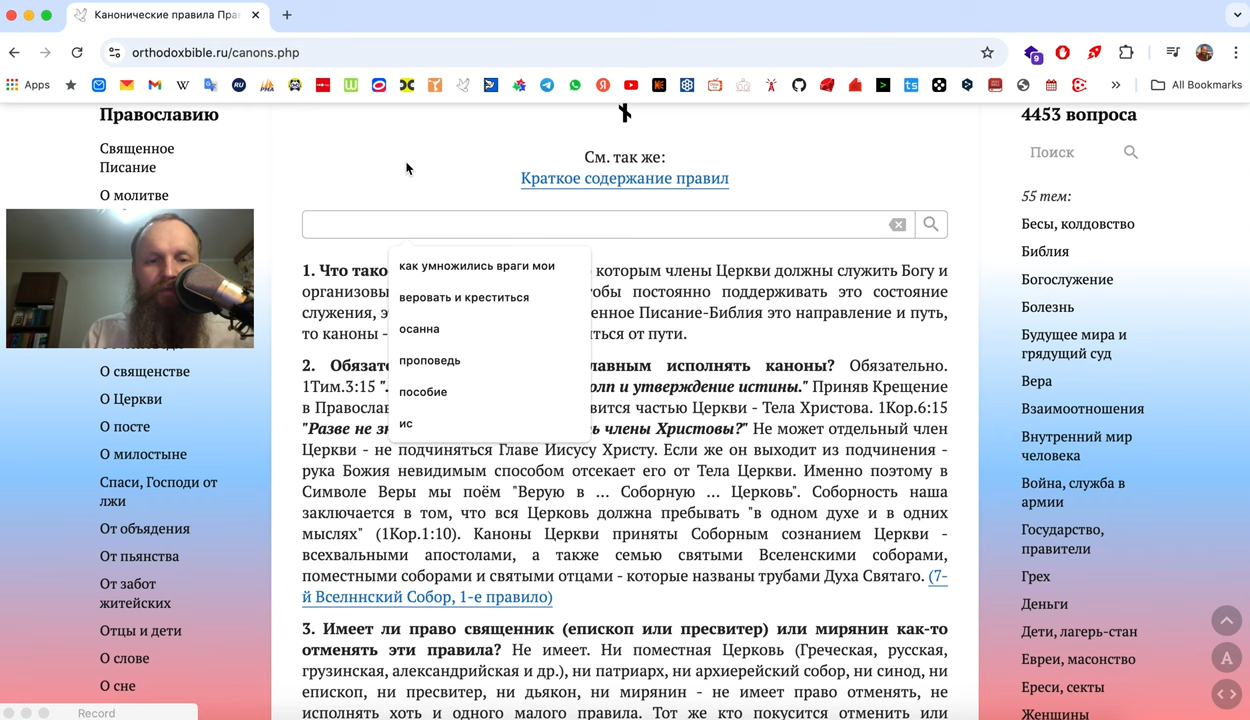 Канонические правила Пра
orthodoxbible.ru/canons.php
9
Apps
All Bookmarks
Православию
Священное
Писание
О молитве
О священстве
О Церкви
О посте
О милостыне
Спаси, Господи от
лжи
От объядения
От пьянства
От забот
житейских
Отцы и дети
О слове
О сне
Record
См. так же:
Краткое содержание правил
как умножились враги мои
веровать и креститься
осанна
проповедь
пособие
ис
1. Что тако которым члены Церкви должны служить Богу и
организовы тобы постоянно поддерживать это состояние
служения, э енное Писание-Библия это направление и путь,
то каноны - иться от пути.
2. Обязате лавным исполнять каноны? Обязательно.
1Тим.3:15 ". олп и утверждение истины." Приняв Крещение
в Православ вится частью Церкви - Тела Христова. 1Кор.6:15
"Разве не зн ь члены Христовы?" Не может отдельный член
Церкви - не подчиняться Главе Иисусу Христу. Если же он выходит из подчинения -
рука Божия невидимым способом отсекает его от Тела Церкви. Именно поэтому в
Символе Веры мы поём "Верую в ... Соборную ... Церковь". Соборность наша
заключается в том, что вся Церковь должна пребывать "в одном духе и в одних
мыслях" (1Кор.1:10). Каноны Церкви приняты Соборным сознанием Церкви -
всехвальными апостолами, а также семью святыми Вселенскими соборами,
поместными соборами и святыми отцами - которые названы трубами Духа Святаго. (7-
й Вселннский Собор, 1-е правило)
3. Имеет ли право священник (епископ или пресвитер) или мирянин как-то
отменять эти правила? Не имеет. Ни поместная Церковь (Греческая, русская,
грузинская, александрийская и др.), ни патриарх, ни архиерейский собор, ни синод, ни
епископ, ни пресвитер, ни дьякон, ни мирянин - не имеет право отменять, не
исполнять хоть и одного малого правила. Тот же кто покусится отменить или
4453 вопроса
Поиск
55 тем:
Бесы, колдовство
Библия
Богослужение
Болезнь
Будущее мира и
грядущий суд
Вера
Взаимоотношения
Внутренний мир
человека
Война, служба в
армии
Государство,
правители
Грех
Деньги
Дети, лагерь-стан
Евреи, масонство
Ереси, секты
Женщины
A